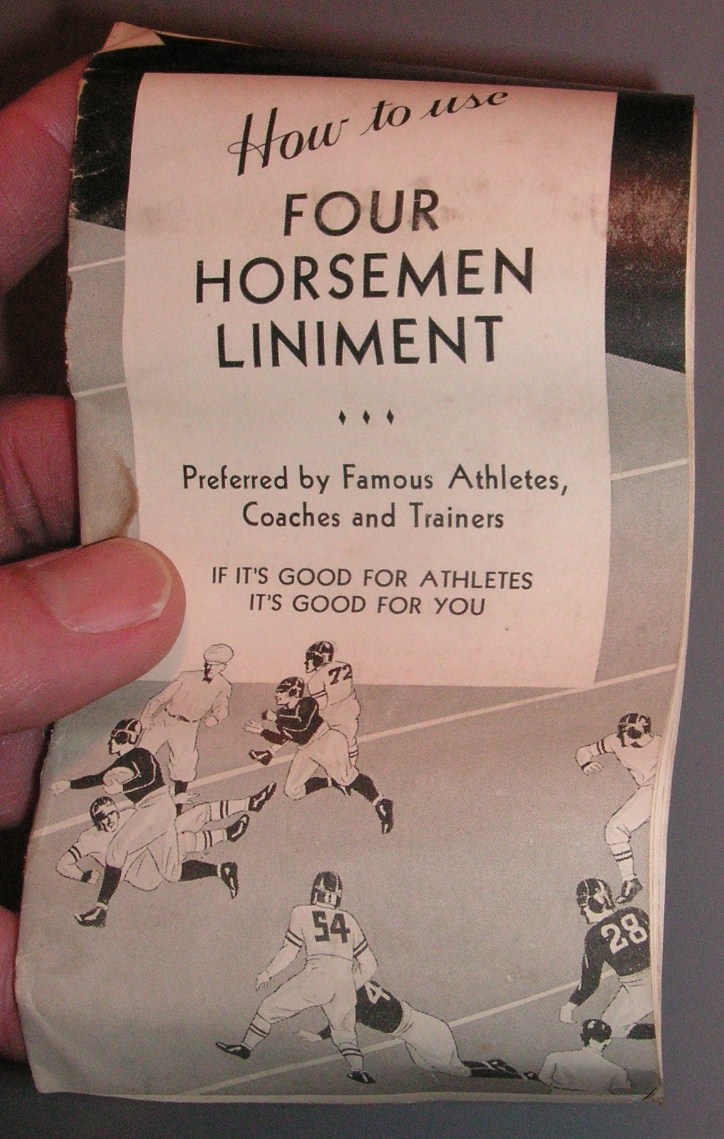 How to use
FOUR
HORSEMEN
LINIMENT
Preferred by Famous Athletes,
Coaches and Trainers
IF IT'S GOOD FOR ATHLETES
IT'S GOOD FOR YOU
72
54
4
28